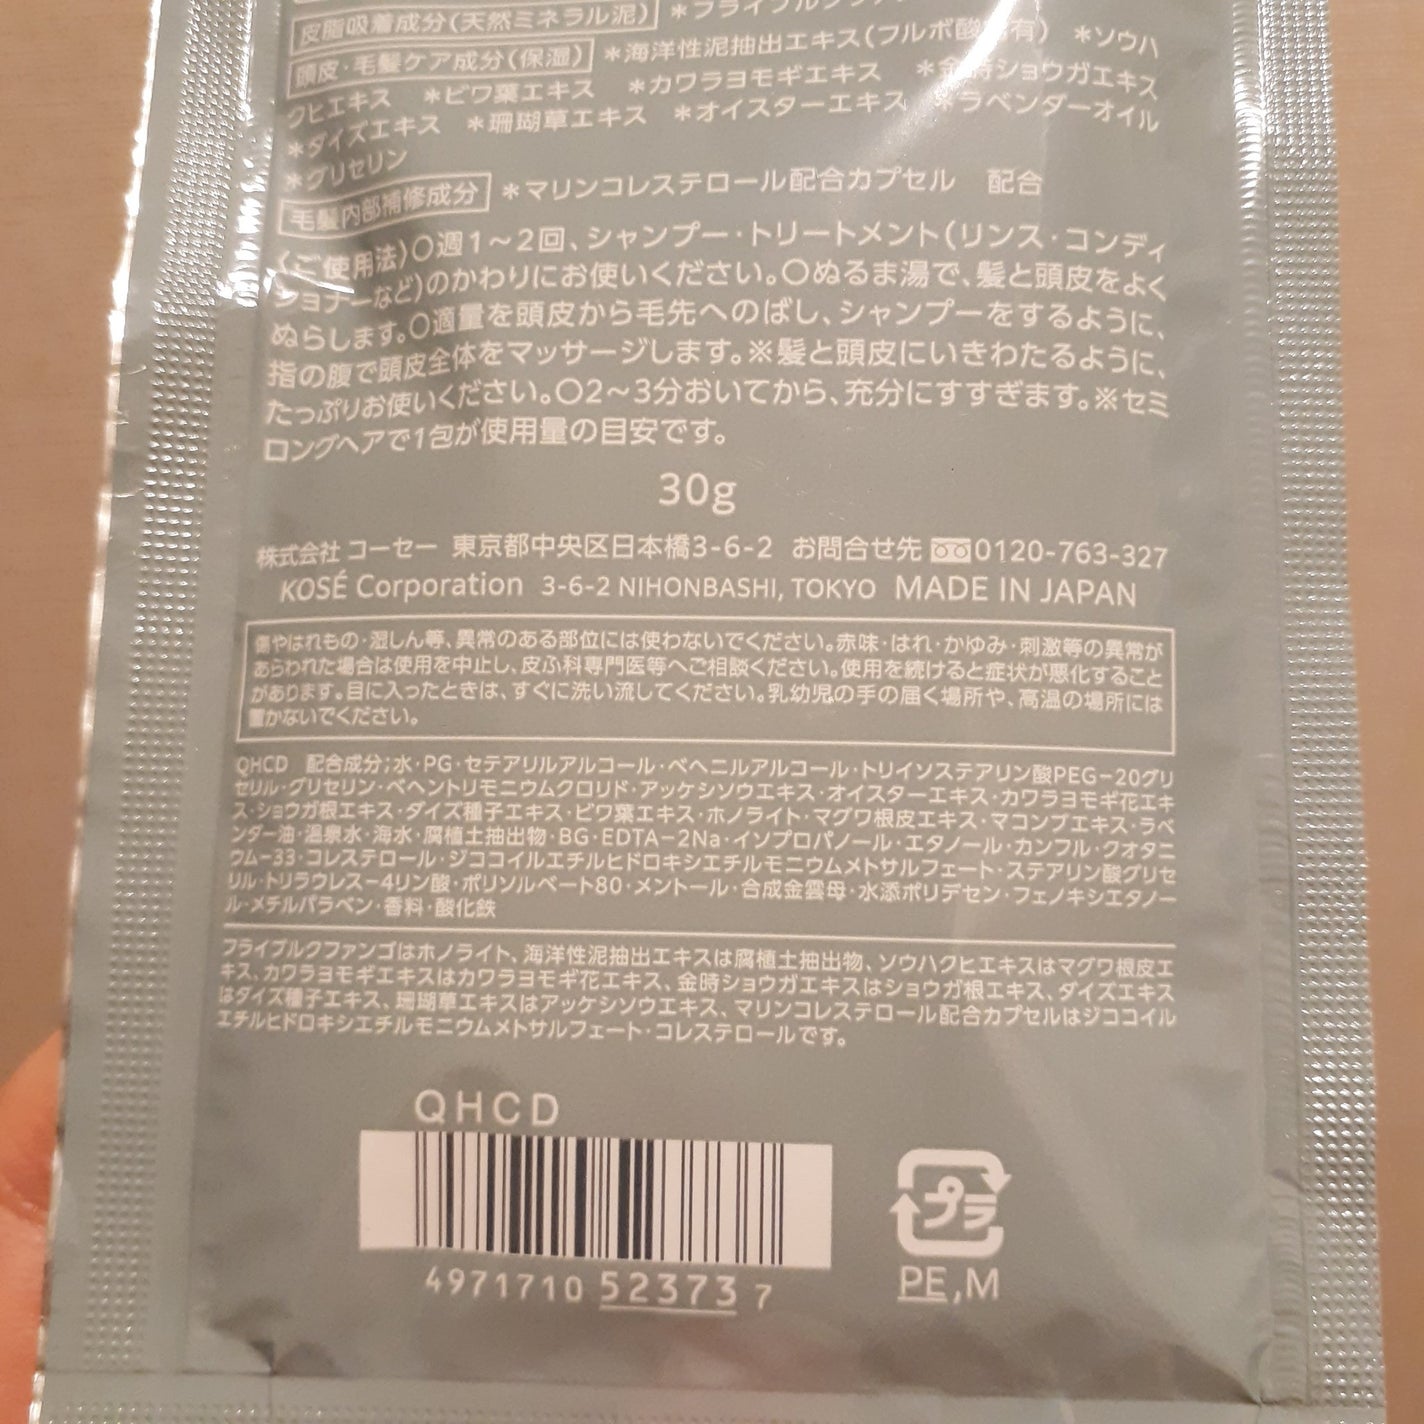 皮脂吸着成分(天然ミネラル泥) *フライブルクファンゴ
頭皮・毛髪ケア成分(保湿) *海洋性泥抽出エキス(フルボ酸含有) *ソウハ
クヒエキス *ビワ葉エキス *カワラヨモギエキス *金時ショウガエキス
*ダイズエキス *珊瑚草エキス *オイスターエキス *ラベンダーオイル
*グリセリン
毛髪内部補修成分 *マリンコレステロール配合カプセル 配合
〈ご使用法〉○週1～2回、シャンプー・トリートメント(リンス・コンディ
ショナーなど)のかわりにお使いください。○ぬるま湯で、髪と頭皮をよく
ぬらします。○適量を頭皮から毛先へのばし、シャンプーをするように、
指の腹で頭皮全体をマッサージします。※髪と頭皮にいきわたるように、
たっぷりお使いください。○2～3分おいてから、充分にすすぎます。※セミ
ロングヘアで1包が使用量の目安です。
30g
株式会社 コーセー 東京都中央区日本橋3-6-2 お問合せ先 0120-763-327
KOSÉ Corporation 3-6-2 NIHONBASHI, TOKYO MADE IN JAPAN
傷やはれもの・湿しん等、異常のある部位には使わないでください。赤味・はれ・かゆみ・刺激等の異常が
あらわれた場合は使用を中止し、皮ふ科専門医等へご相談ください。使用を続けると症状が悪化すること
があります。目に入ったときは、すぐに洗い流してください。乳幼児の手の届く場所や、高温の場所には
置かないでください。
QHCD 配合成分；水・PG・セテアリルアルコール・ベヘニルアルコール・トリイソステアリン酸PEG−20グリ
セリル・グリセリン・ベヘントリモニウムクロリド・アッケシソウエキス・オイスターエキス・カワラヨモギ花エキ
ス・ショウガ根エキス・ダイズ種子エキス・ビワ葉エキス・ホノライト・マグワ根皮エキス・マコンブエキス・ラベ
ンダー油・温泉水・海水・腐植土抽出物・BG・EDTA−2Na・イソプロパノール・エタノール・カンフル・クオタニ
ウム−33・コレステロール・ジココイルエチルヒドロキシエチルモニウムメトサルフェート・ステアリン酸グリセ
リル・トリラウレス−4リン酸・ポリソルベート80・メントール・合成金雲母・水添ポリデセン・フェノキシエタノー
ル・メチルパラベン・香料・酸化鉄
フライブルクファンゴはホノライト、海洋性泥抽出エキスは腐植土抽出物、ソウハクヒエキスはマグワ根皮エ
キス、カワラヨモギエキスはカワラヨモギ花エキス、金時ショウガエキスはショウガ根エキス、ダイズエキス
はダイズ種子エキス、珊瑚草エキスはアッケシソウエキス、マリンコレステロール配合カプセルはジココイル
エチルヒドロキシエチルモニウムメトサルフェート・コレステロールです。
QHCD
4971710 52373 7
プラ
PE,M